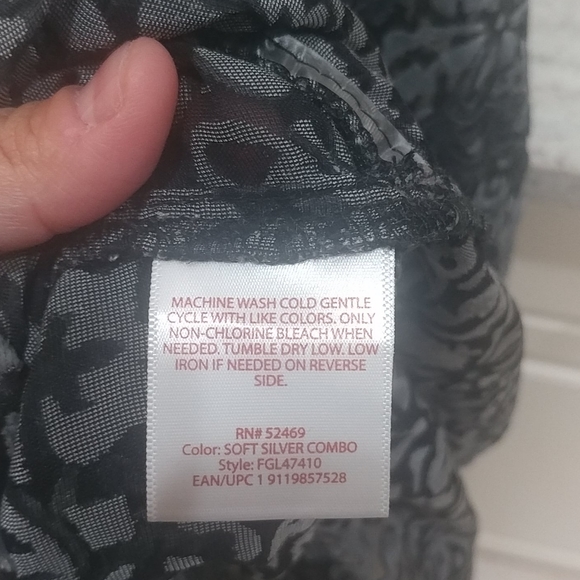 MACHINE WASH COLD GENTLE
CYCLE WITH LIKE COLORS. ONLY
NON-CHLORINE BLEACH WHEN
NEEDED. TUMBLE DRY LOW. LOW
IRON IF NEEDED ON REVERSE
SIDE.
RN# 52469
Color: SOFT SILVER COMBO
Style: FGL47410
EAN/UPC 1 9119857528